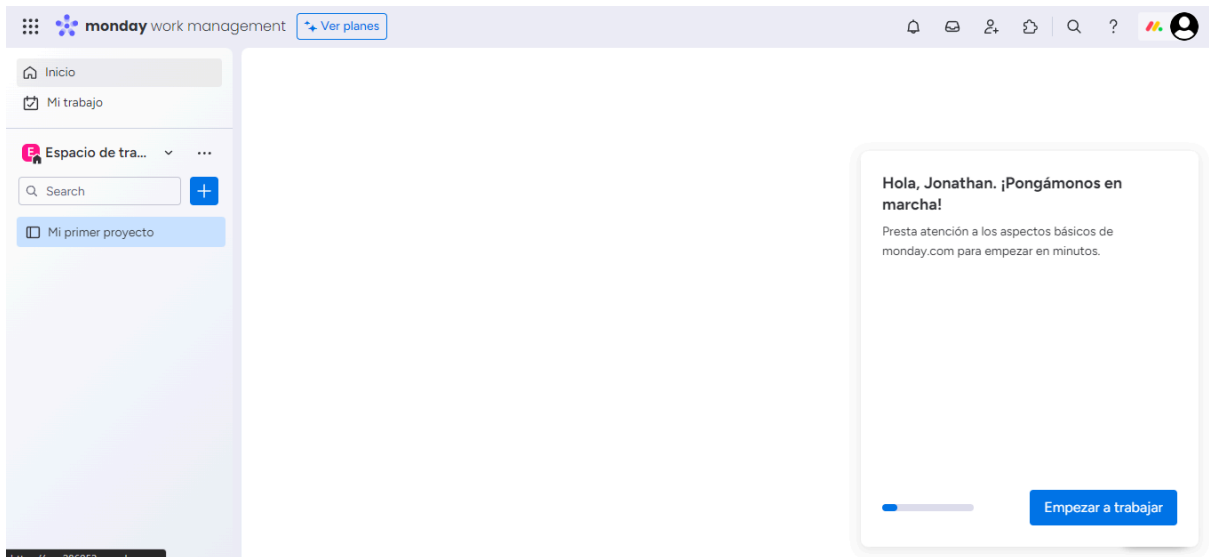 monday work management
Ver planes
?
Inicio
Mi trabajo
E Espacio de tra...
Search
Mi primer proyecto
Hola, Jonathan. ¡Pongámonos en
marcha!
Presta atención a los aspectos básicos de
monday.com para empezar en minutos.
Empezar a trabajar